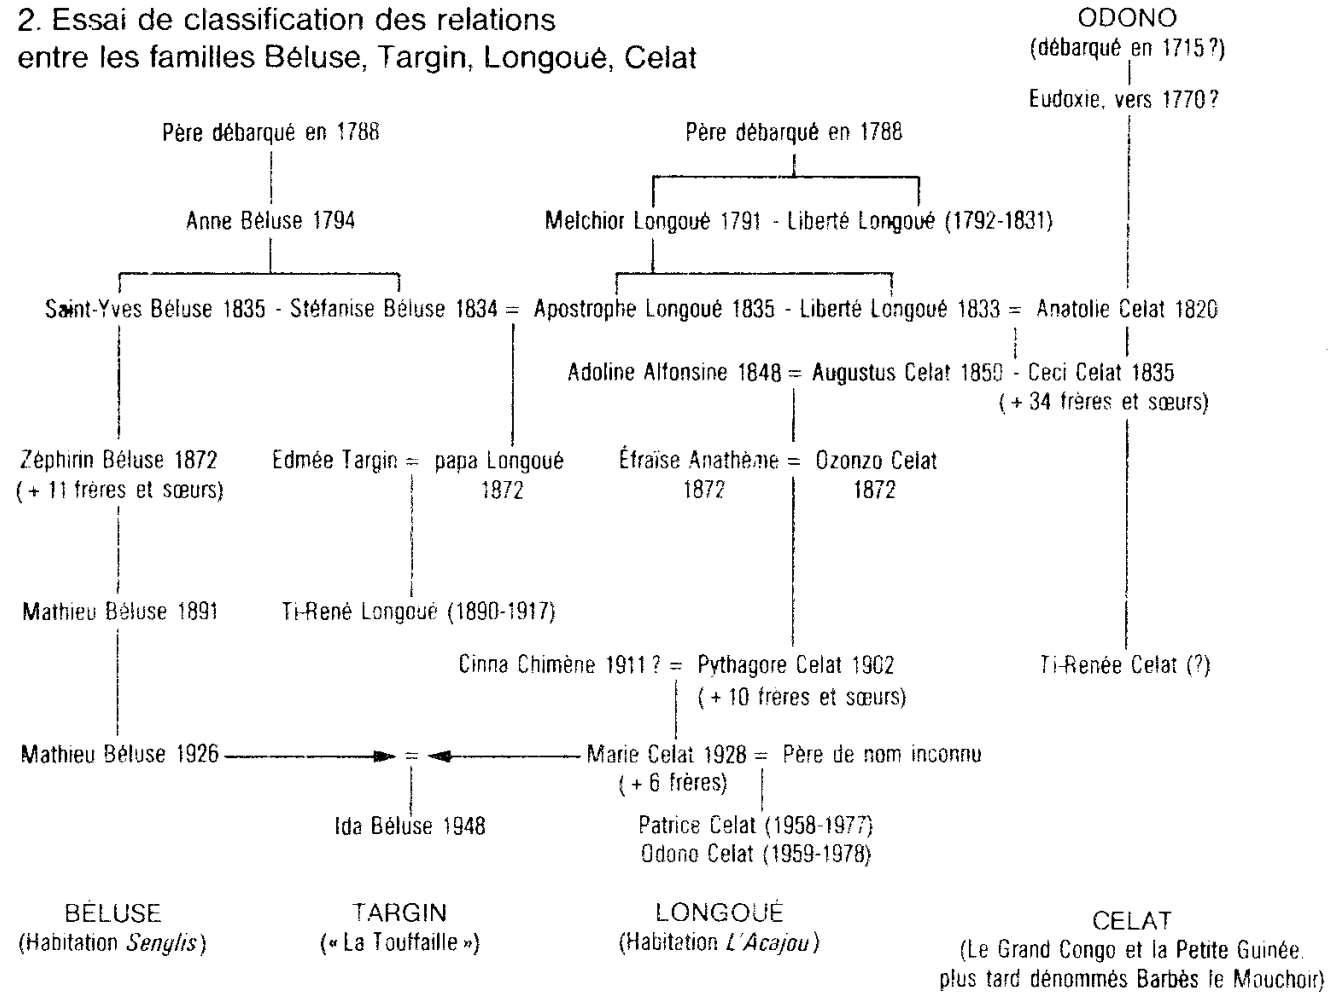 2. Essai de classification des relations
entre les familles Béluse, Targin, Longoué, Celat
ODONO
(débarqué en 1715 ?)
Eudoxie, vers 1770 ?
Père débarqué en 1788
Père débarqué en 1788
Anne Béluse 1794
Melchior Longoué 1791 - Liberté Longoué (1792-1831)
Saint-Yves Béluse 1835 - Stéfanise Béluse 1834 = Apostrophe Longoué 1835 - Liberté Longoué 1833 = Anatolie Celat 1820
Adoline Alfonsine 1848 = Augustus Celat 1850 - Ceci Celat 1835
(+ 34 frères et sœurs)
Zéphirin Béluse 1872
(+ 11 frères et sœurs)
Edmée Targin = papa Longoué
1872
Éfraïse Anathème = Ozonzo Celat
1872 1872
Mathieu Béluse 1891
Ti-René Longoué (1890-1917)
Cinna Chimène 1911 ? = Pythagore Celat 1902
(+ 10 frères et sœurs)
Ti-Renée Celat (?)
Mathieu Béluse 1926 = Marie Celat 1928 = Père de nom inconnu
(+ 6 frères)
Ida Béluse 1948
Patrice Celat (1958-1977)
Odono Celat (1959-1978)
BÉLUSE
(Habitation Senglis)
TARGIN
(« La Touffaille »)
LONGOUÉ
(Habitation L'Acajou)
CELAT
(Le Grand Congo et la Petite Guinée,
plus tard dénommés Barbès le Mouchoir)